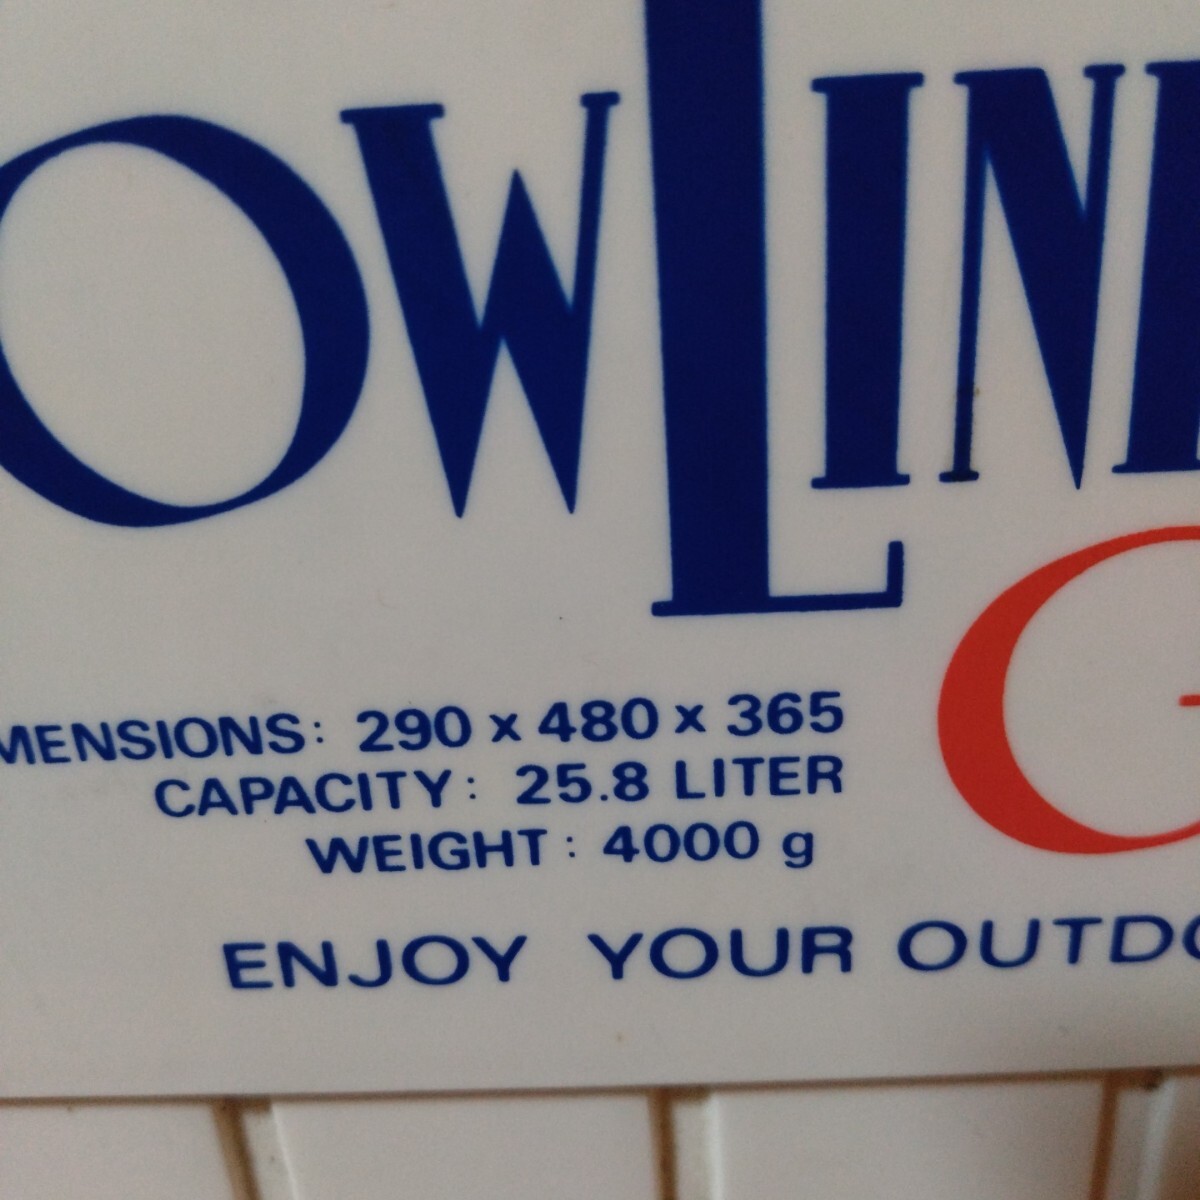 OWLIN
G
MENSIONS: 290 x 480 x 365
CAPACITY: 25.8 LITER
WEIGHT: 4000 g
ENJOY YOUR OUTDO